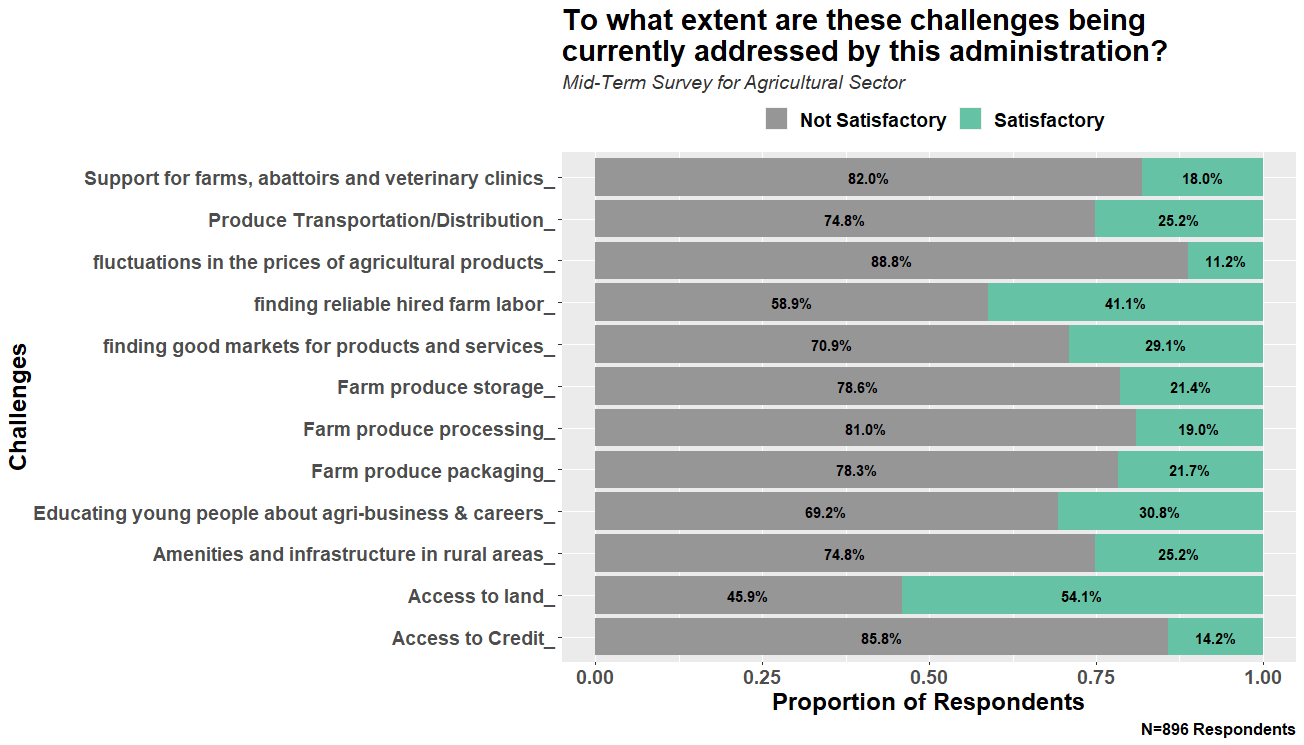 To what extent are these challenges being
currently addressed by this administration?
Mid-Term Survey for Agricultural Sector
Not Satisfactory Satisfactory
Challenges
Support for farms, abattoirs and veterinary clinics_ 82.0% 18.0%
Produce Transportation/Distribution_ 74.8% 25.2%
fluctuations in the prices of agricultural products_ 88.8% 11.2%
finding reliable hired farm labor_ 58.9% 41.1%
finding good markets for products and services_ 70.9% 29.1%
Farm produce storage_ 78.6% 21.4%
Farm produce processing_ 81.0% 19.0%
Farm produce packaging_ 78.3% 21.7%
Educating young people about agri-business & careers_ 69.2% 30.8%
Amenities and infrastructure in rural areas_ 74.8% 25.2%
Access to land_ 45.9% 54.1%
Access to Credit_ 85.8% 14.2%
0.00 0.25 0.50 0.75 1.00
Proportion of Respondents
N=896 Respondents